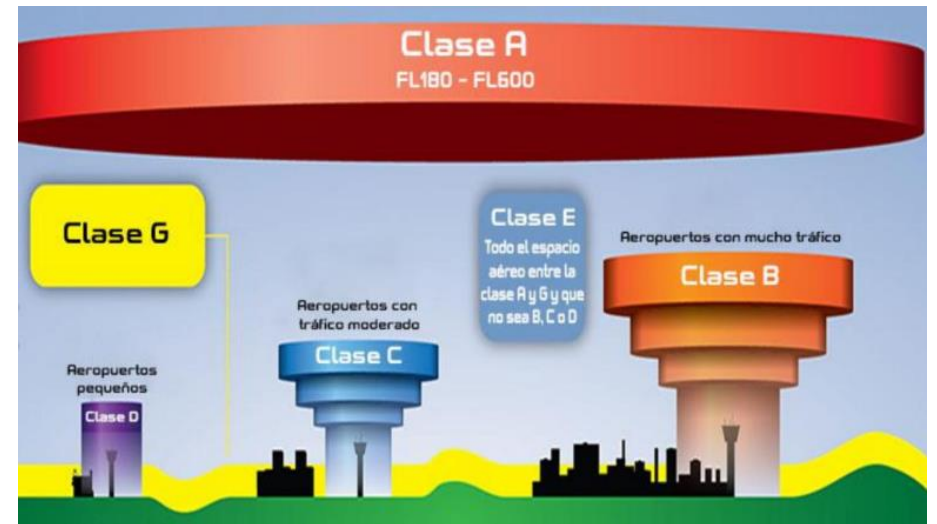 Clase A
FL180 - FL600
Clase G
Clase E
Todo el espacio
aéreo entre la
clase A y G y que
no sea B, C o D
Aeropuertos con mucho tráfico
Clase B
Aeropuertos con
tráfico moderado
Clase C
Aeropuertos
pequeños
Clase D